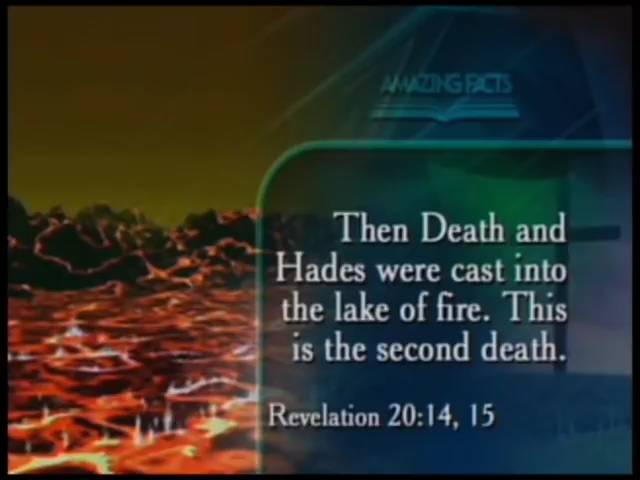 AMAZING FACTS
Then Death and
Hades were cast into
the lake of fire. This
is the second death.
Revelation 20:14, 15